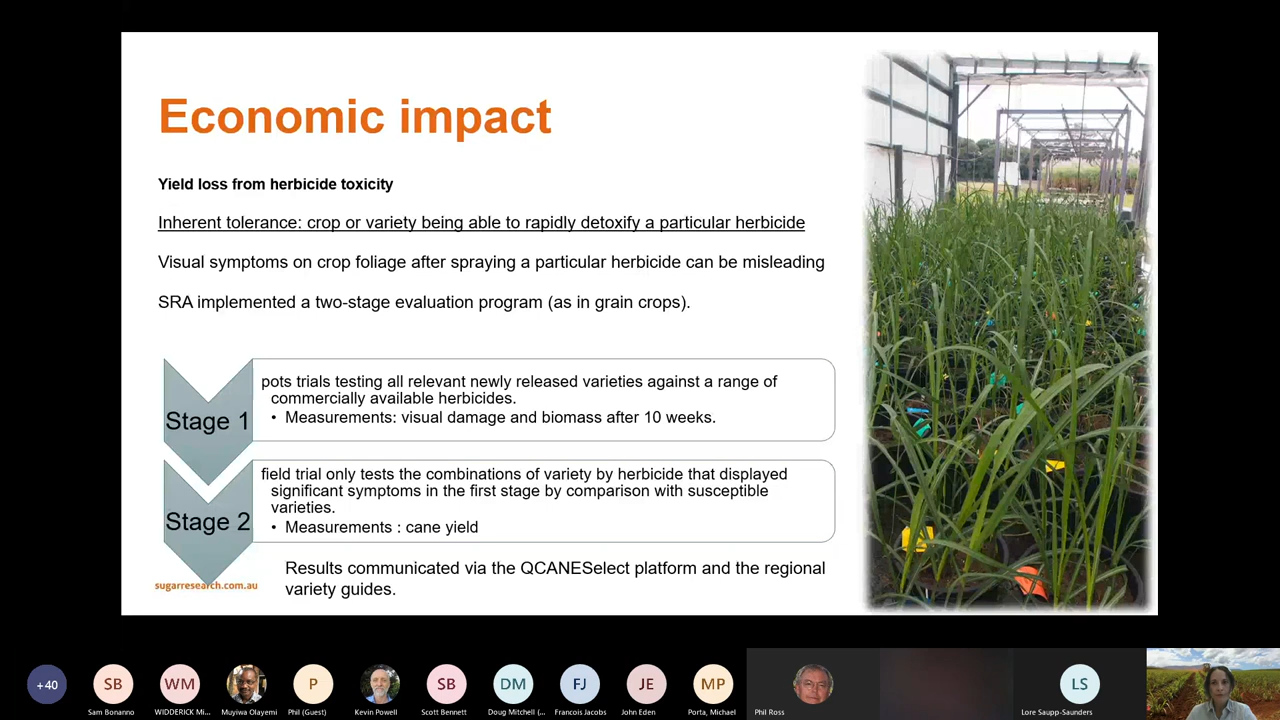 Economic impact
Yield loss from herbicide toxicity
Inherent tolerance: crop or variety being able to rapidly detoxify a particular herbicide
Visual symptoms on crop foliage after spraying a particular herbicide can be misleading
SRA implemented a two-stage evaluation program (as in grain crops).
Stage 1
pots trials testing all relevant newly released varieties against a range of
commercially available herbicides.
• Measurements: visual damage and biomass after 10 weeks.
Stage 2
field trial only tests the combinations of variety by herbicide that displayed
significant symptoms in the first stage by comparison with susceptible
varieties.
• Measurements : cane yield
sugarresearch.com.au
Results communicated via the QCANESelect platform and the regional
variety guides.
+40
SB
WM
P
SB
DM
FJ
JE
MP
LS
Sam Bonanno
WIDDERICK Mi...
Muyiwa Olayemi
Phil (Guest)
Kevin Powell
Scott Bennett
Doug Mitchell (...
Francois Jacobs
John Eden
Porta, Michael
Phil Ross
Lore Saupp-Saunders